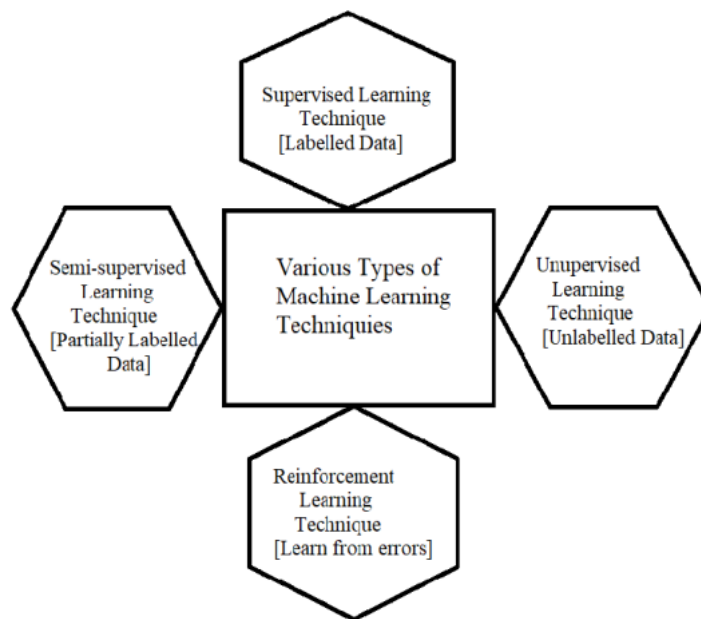 Supervised Learning
Technique
[Labelled Data]
Semi-supervised
Learning
Technique
[Partially Labelled
Data]
Various Types of
Machine Learning
Techniquies
Unupervised
Learning
Technique
[Unlabelled Data]
Reinforcement
Learning
Technique
[Learn from errors]